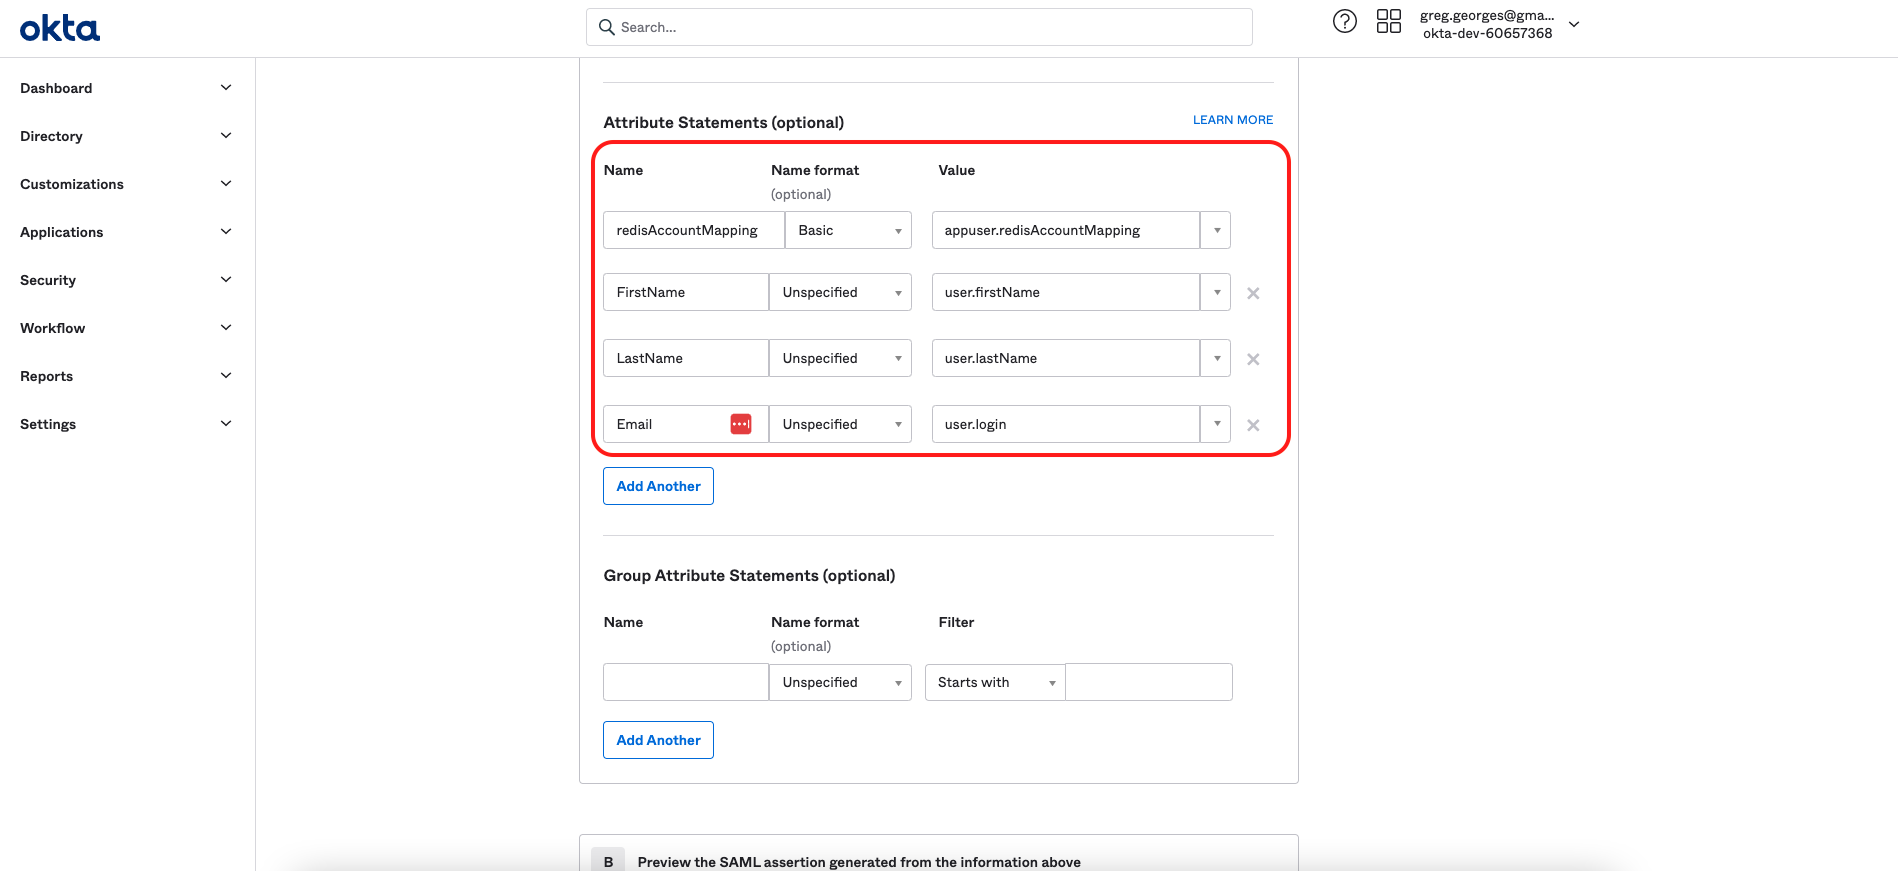 okta
Search...
greg.georges@gma...
okta-dev-60657368
Dashboard
Directory
Customizations
Applications
Security
Workflow
Reports
Settings
Attribute Statements (optional)
LEARN MORE
Name
Name format
(optional)
Value
redisAccountMapping
Basic
appuser.redisAccountMapping
FirstName
Unspecified
user.firstName
LastName
Unspecified
user.lastName
Email
Unspecified
user.login
Add Another
Group Attribute Statements (optional)
Name
Name format
(optional)
Filter
Unspecified
Starts with
Add Another
B
Preview the SAML assertion generated from the information above